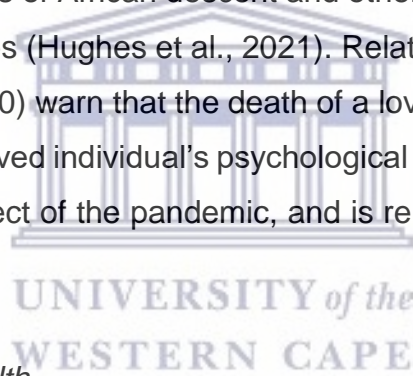 of African descent and
s (Hughes et al., 2021). Relat
0) warn that the death of a lov
ved individual's psychological
ect of the pandemic, and is re
UNIVERSITY of the
WESTERN CAPE
lth